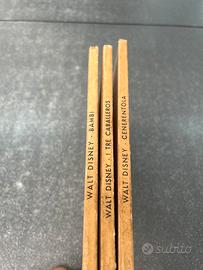 WALT DISNEY - BAMBI
WALT DISNEY - I TRE CABALLEROS
WALT DISNEY - CENERENTOLA
subito